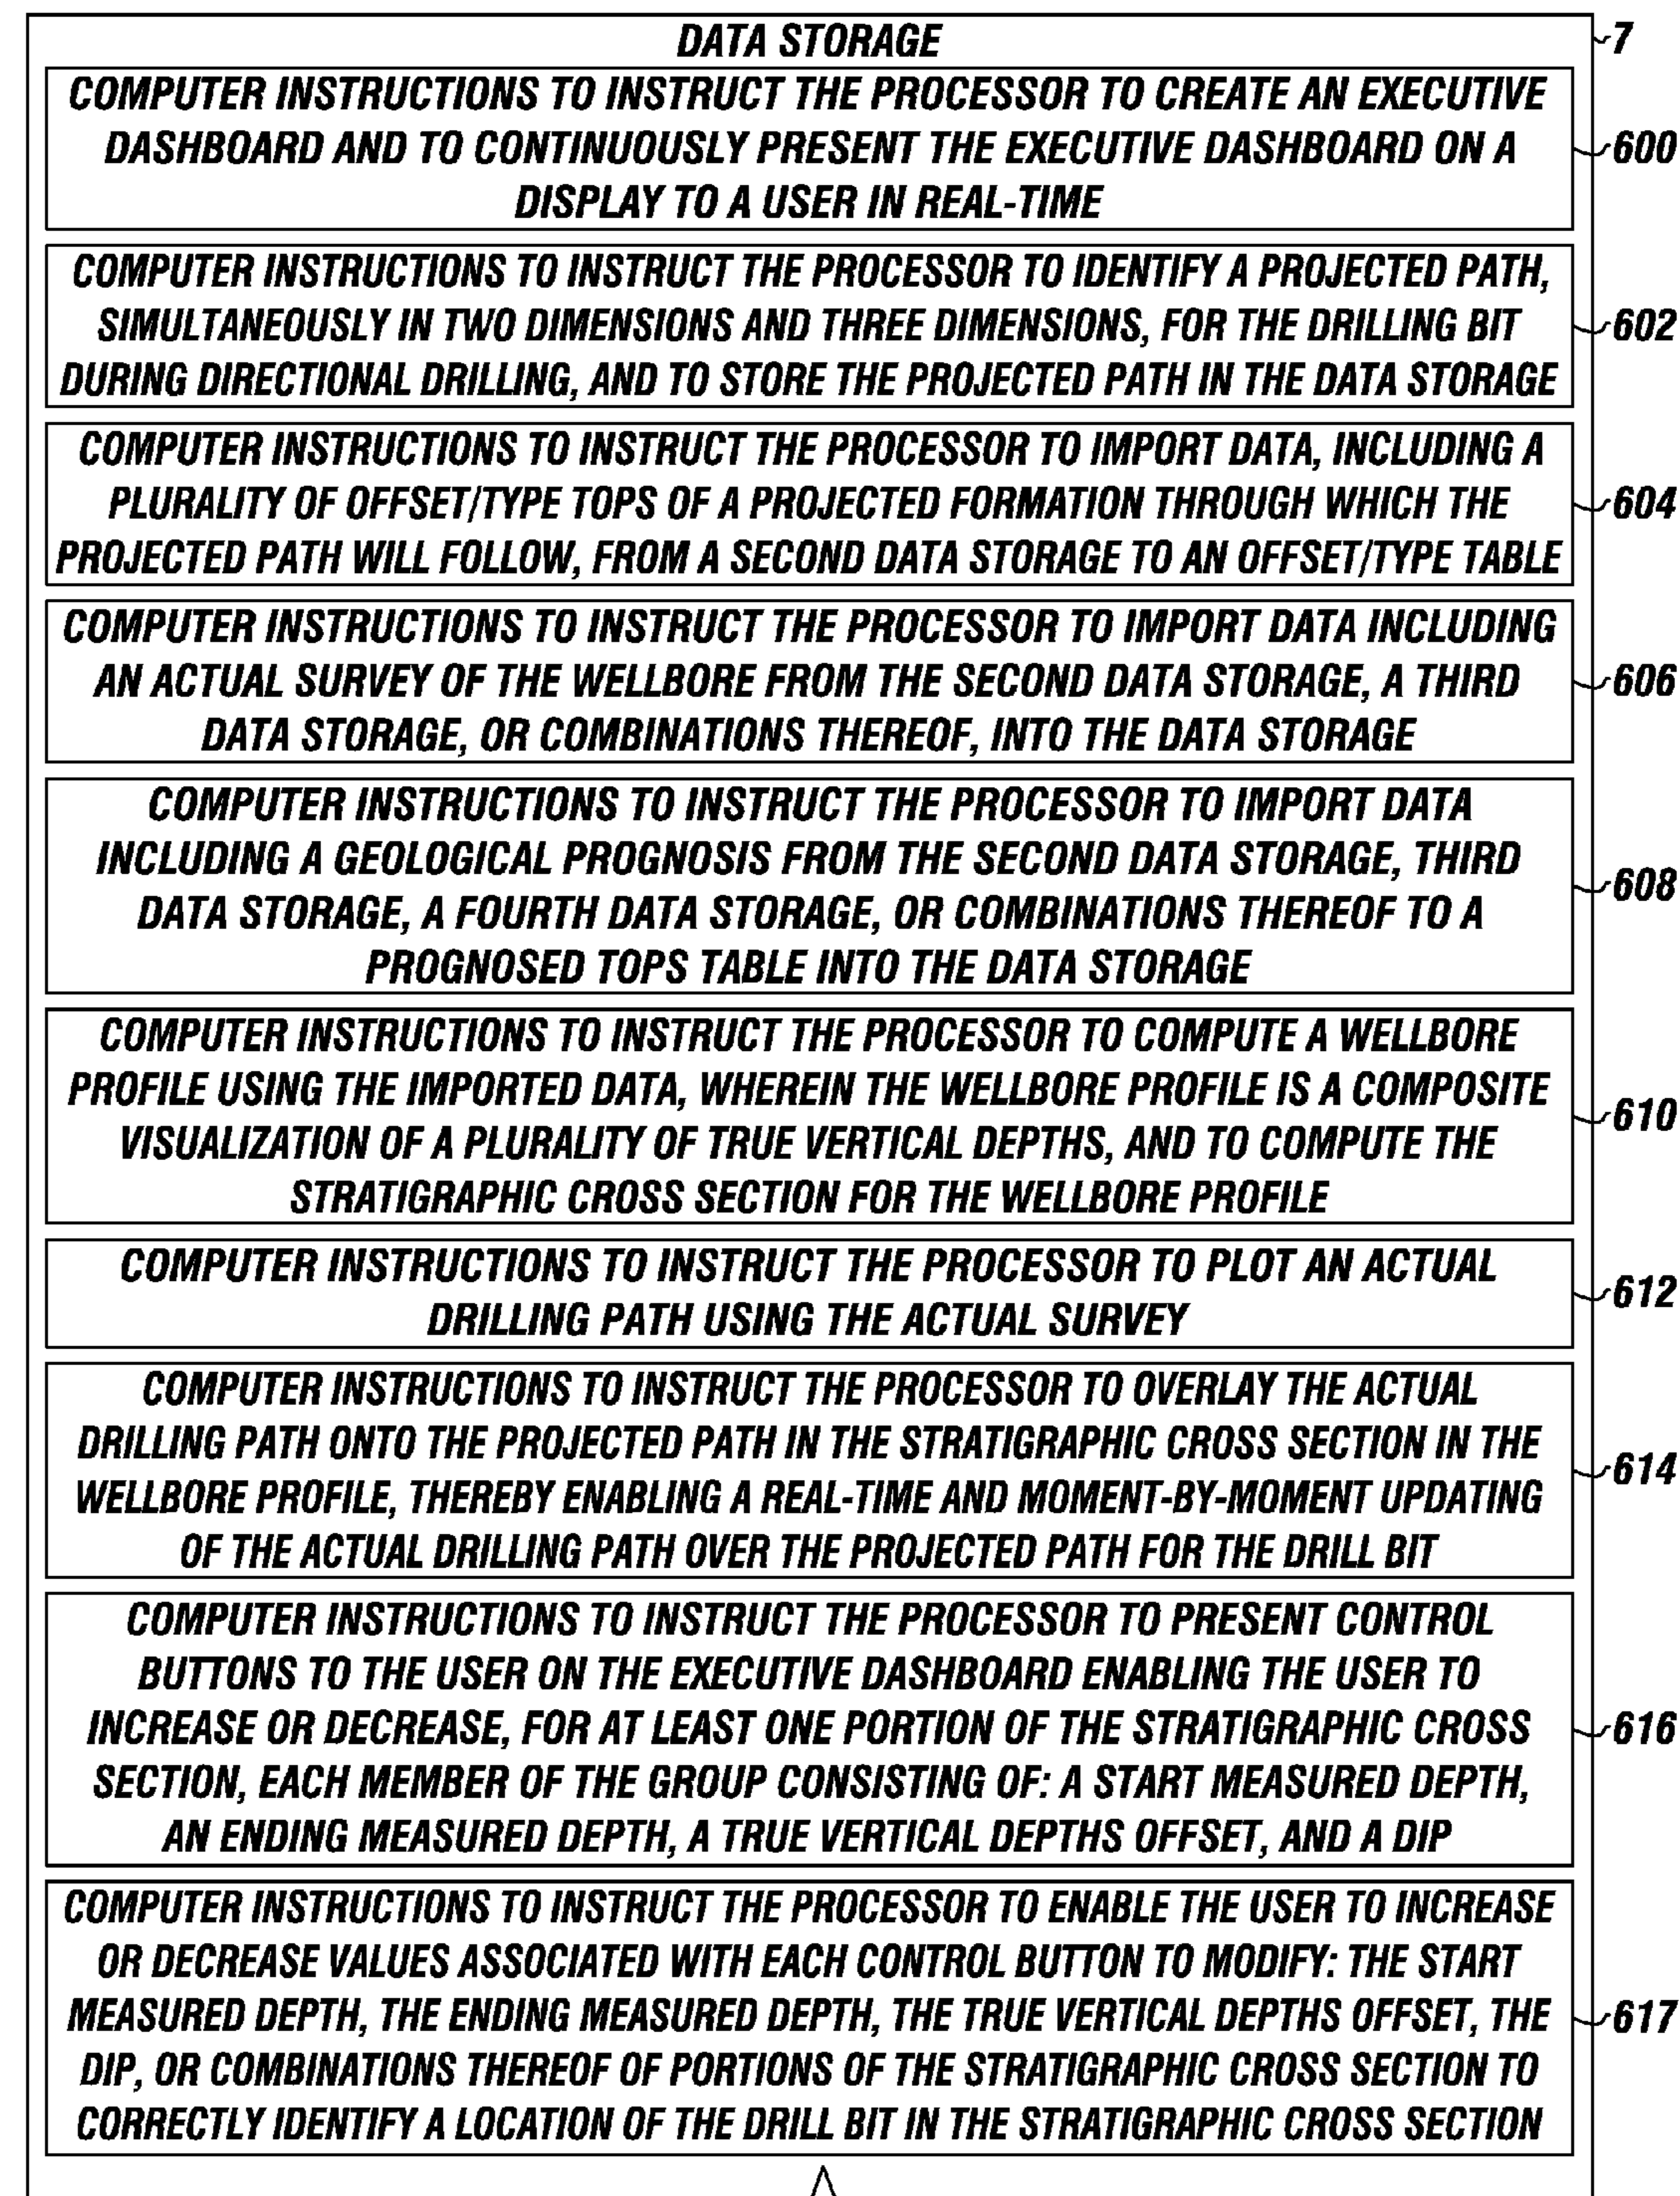 DATA STORAGE 7
COMPUTER INSTRUCTIONS TO INSTRUCT THE PROCESSOR TO CREATE AN EXECUTIVE
DASHBOARD AND TO CONTINUOUSLY PRESENT THE EXECUTIVE DASHBOARD ON A 600
DISPLAY TO A USER IN REAL-TIME
COMPUTER INSTRUCTIONS TO INSTRUCT THE PROCESSOR TO IDENTIFY A PROJECTED PATH,
SIMULTANEOUSLY IN TWO DIMENSIONS AND THREE DIMENSIONS, FOR THE DRILLING BIT 602
DURING DIRECTIONAL DRILLING, AND TO STORE THE PROJECTED PATH IN THE DATA STORAGE
COMPUTER INSTRUCTIONS TO INSTRUCT THE PROCESSOR TO IMPORT DATA, INCLUDING A
PLURALITY OF OFFSET/TYPE TOPS OF A PROJECTED FORMATION THROUGH WHICH THE 604
PROJECTED PATH WILL FOLLOW, FROM A SECOND DATA STORAGE TO AN OFFSET/TYPE TABLE
COMPUTER INSTRUCTIONS TO INSTRUCT THE PROCESSOR TO IMPORT DATA INCLUDING
AN ACTUAL SURVEY OF THE WELLBORE FROM THE SECOND DATA STORAGE, A THIRD 606
DATA STORAGE, OR COMBINATIONS THEREOF, INTO THE DATA STORAGE
COMPUTER INSTRUCTIONS TO INSTRUCT THE PROCESSOR TO IMPORT DATA
INCLUDING A GEOLOGICAL PROGNOSIS FROM THE SECOND DATA STORAGE, THIRD 608
DATA STORAGE, A FOURTH DATA STORAGE, OR COMBINATIONS THEREOF TO A
PROGNOSED TOPS TABLE INTO THE DATA STORAGE
COMPUTER INSTRUCTIONS TO INSTRUCT THE PROCESSOR TO COMPUTE A WELLBORE
PROFILE USING THE IMPORTED DATA, WHEREIN THE WELLBORE PROFILE IS A COMPOSITE 610
VISUALIZATION OF A PLURALITY OF TRUE VERTICAL DEPTHS, AND TO COMPUTE THE
STRATIGRAPHIC CROSS SECTION FOR THE WELLBORE PROFILE
COMPUTER INSTRUCTIONS TO INSTRUCT THE PROCESSOR TO PLOT AN ACTUAL 612
DRILLING PATH USING THE ACTUAL SURVEY
COMPUTER INSTRUCTIONS TO INSTRUCT THE PROCESSOR TO OVERLAY THE ACTUAL
DRILLING PATH ONTO THE PROJECTED PATH IN THE STRATIGRAPHIC CROSS SECTION IN THE 614
WELLBORE PROFILE, THEREBY ENABLING A REAL-TIME AND MOMENT-BY-MOMENT UPDATING
OF THE ACTUAL DRILLING PATH OVER THE PROJECTED PATH FOR THE DRILL BIT
COMPUTER INSTRUCTIONS TO INSTRUCT THE PROCESSOR TO PRESENT CONTROL
BUTTONS TO THE USER ON THE EXECUTIVE DASHBOARD ENABLING THE USER TO
INCREASE OR DECREASE, FOR AT LEAST ONE PORTION OF THE STRATIGRAPHIC CROSS 616
SECTION, EACH MEMBER OF THE GROUP CONSISTING OF: A START MEASURED DEPTH,
AN ENDING MEASURED DEPTH, A TRUE VERTICAL DEPTHS OFFSET, AND A DIP
COMPUTER INSTRUCTIONS TO INSTRUCT THE PROCESSOR TO ENABLE THE USER TO INCREASE
OR DECREASE VALUES ASSOCIATED WITH EACH CONTROL BUTTON TO MODIFY: THE START
MEASURED DEPTH, THE ENDING MEASURED DEPTH, THE TRUE VERTICAL DEPTHS OFFSET, THE 617
DIP, OR COMBINATIONS THEREOF OF PORTIONS OF THE STRATIGRAPHIC CROSS SECTION TO
CORRECTLY IDENTIFY A LOCATION OF THE DRILL BIT IN THE STRATIGRAPHIC CROSS SECTION